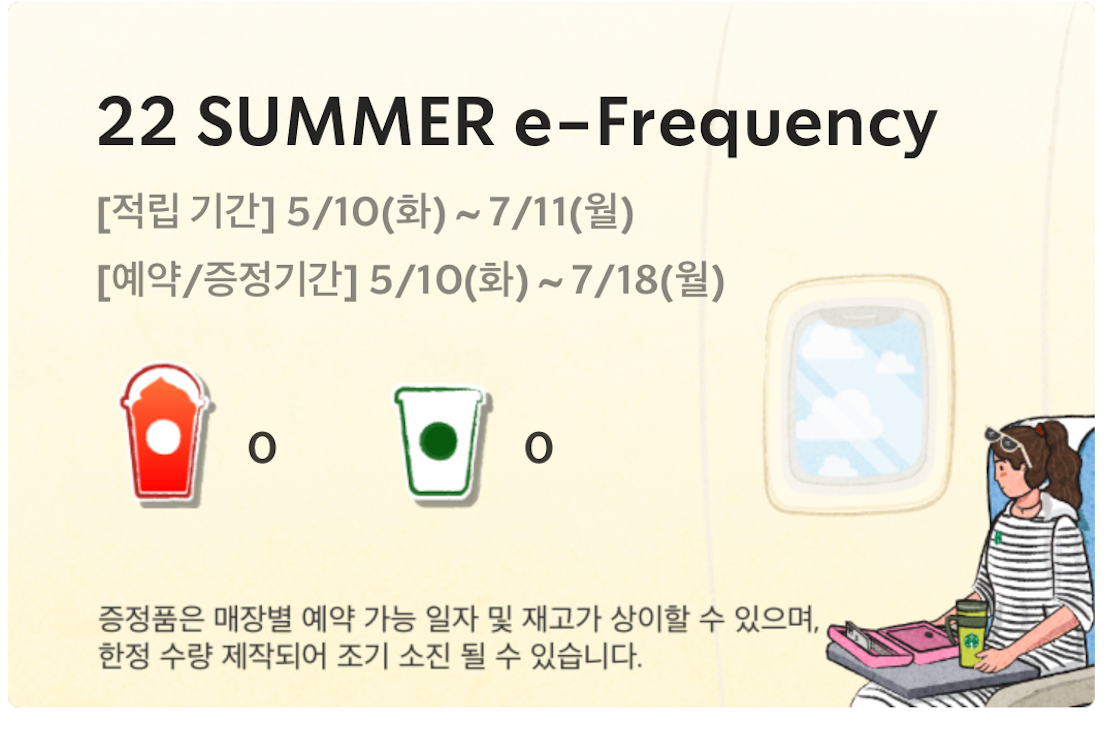 22 SUMMER e-Frequency
[적립 기간] 5/10(화) ~ 7/11(월)
[예약/증정기간] 5/10(화) ~ 7/18(월)
0 0
증정품은 매장별 예약 가능 일자 및 재고가 상이할 수 있으며,
한정 수량 제작되어 조기 소진 될 수 있습니다.